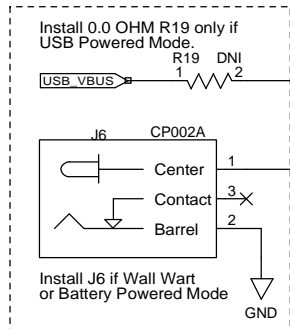 Install 0.0 OHM R19 only if
USB Powered Mode.
R19 DNI
USB_VBUS 1 2
J6 CP002A
Center 1
Contact 3
Barrel 2
Install J6 if Wall Wart
or Battery Powered Mode
GND